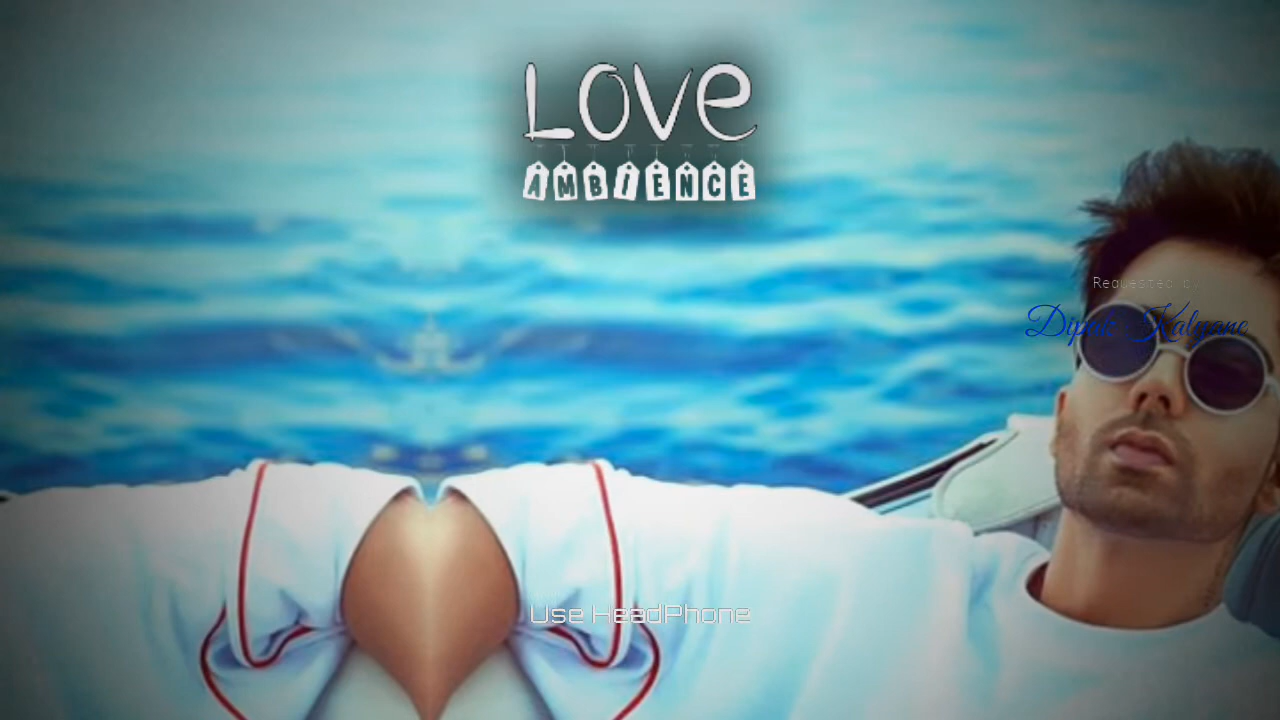 Love
AMBIENCE
Requested by
Dipak Kalyane
Use HeadPhone